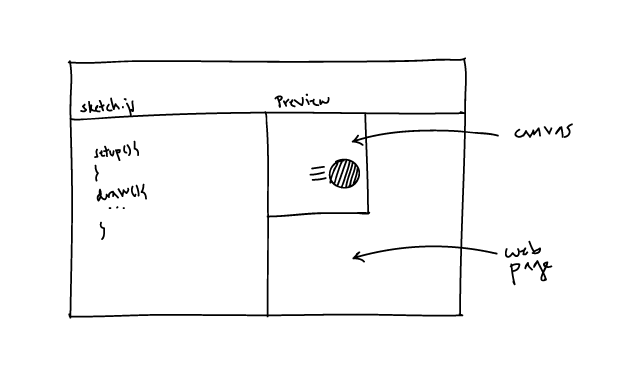 sketch.js
Preview
setup(){
}
draw(){
...
}
canvas
web
page